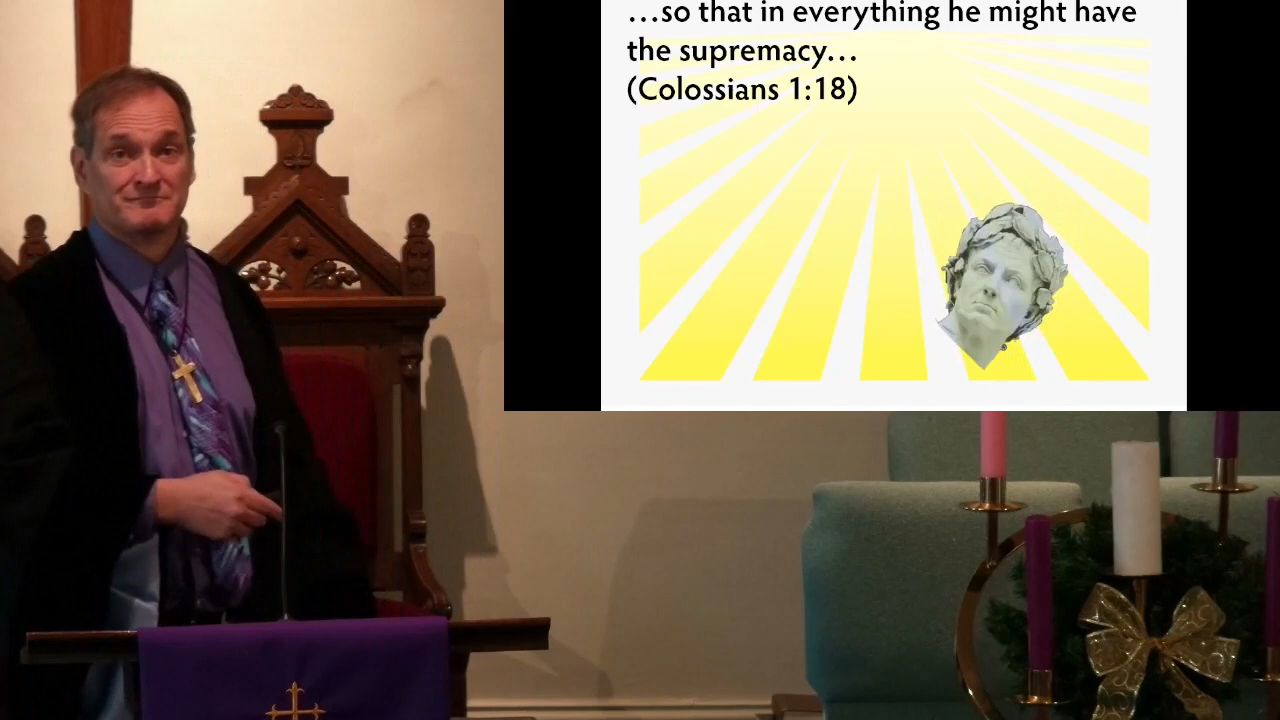 …so that in everything he might have
the supremacy…
(Colossians 1:18)